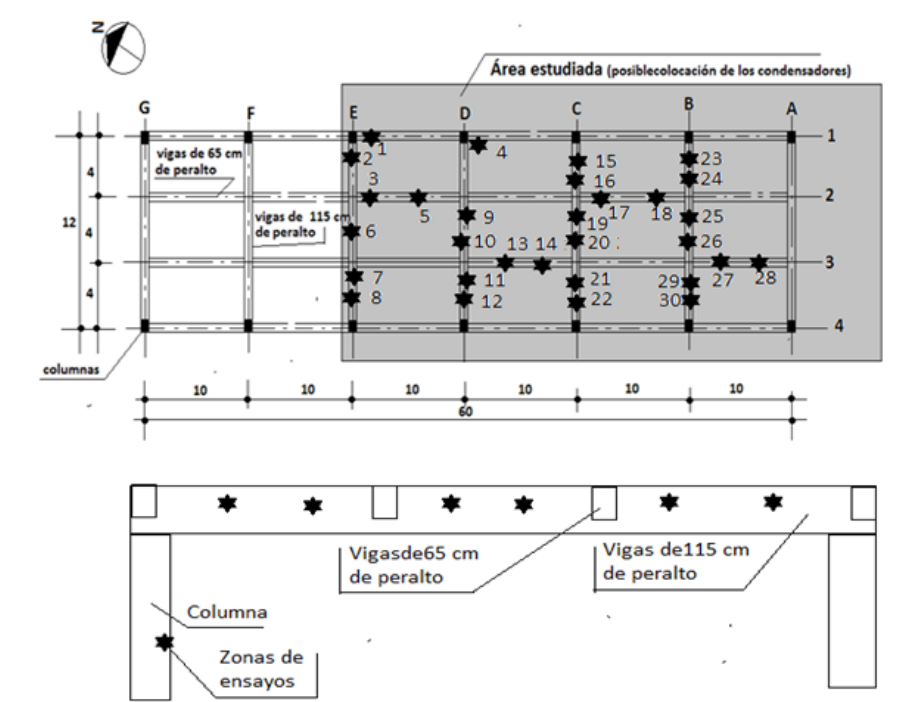 N
Área estudiada (posiblecolocación de los condensadores)
G F E D C B A
1
1
2
4
15
23
vigas de 65 cm
de peralto
4
3
16
24
2
5
17
18
vigas de 115 cm
de peralto
9
19
25
12
4
6
10
13
14
20
26
3
7
11
21
29
27
28
4
8
12
22
30
4
columnas
10 10 10 10 10 10
60
Vigasde65 cm
de peralto
Vigas de115 cm
de peralto
Columna
Zonas de
ensayos